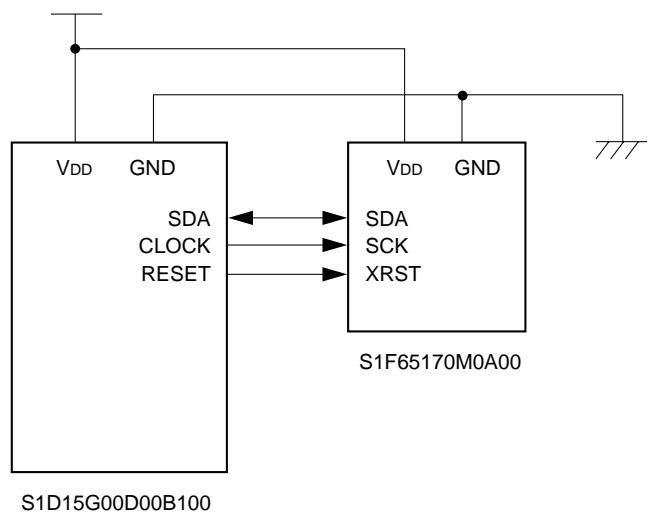 VDD GND
VDD GND
SDA
CLOCK
RESET
SDA
SCK
XRST
S1F65170M0A00
S1D15G00D00B100